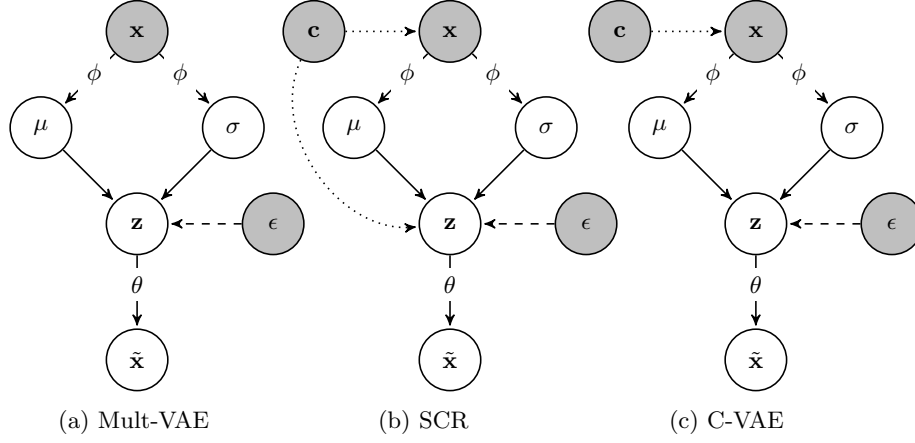 x c x c x
ϕ ϕ ϕ ϕ ϕ ϕ
μ σ μ σ μ σ
z ϵ z ϵ z ϵ
θ θ θ
x̃ x̃ x̃
(a) Mult-VAE (b) SCR (c) C-VAE